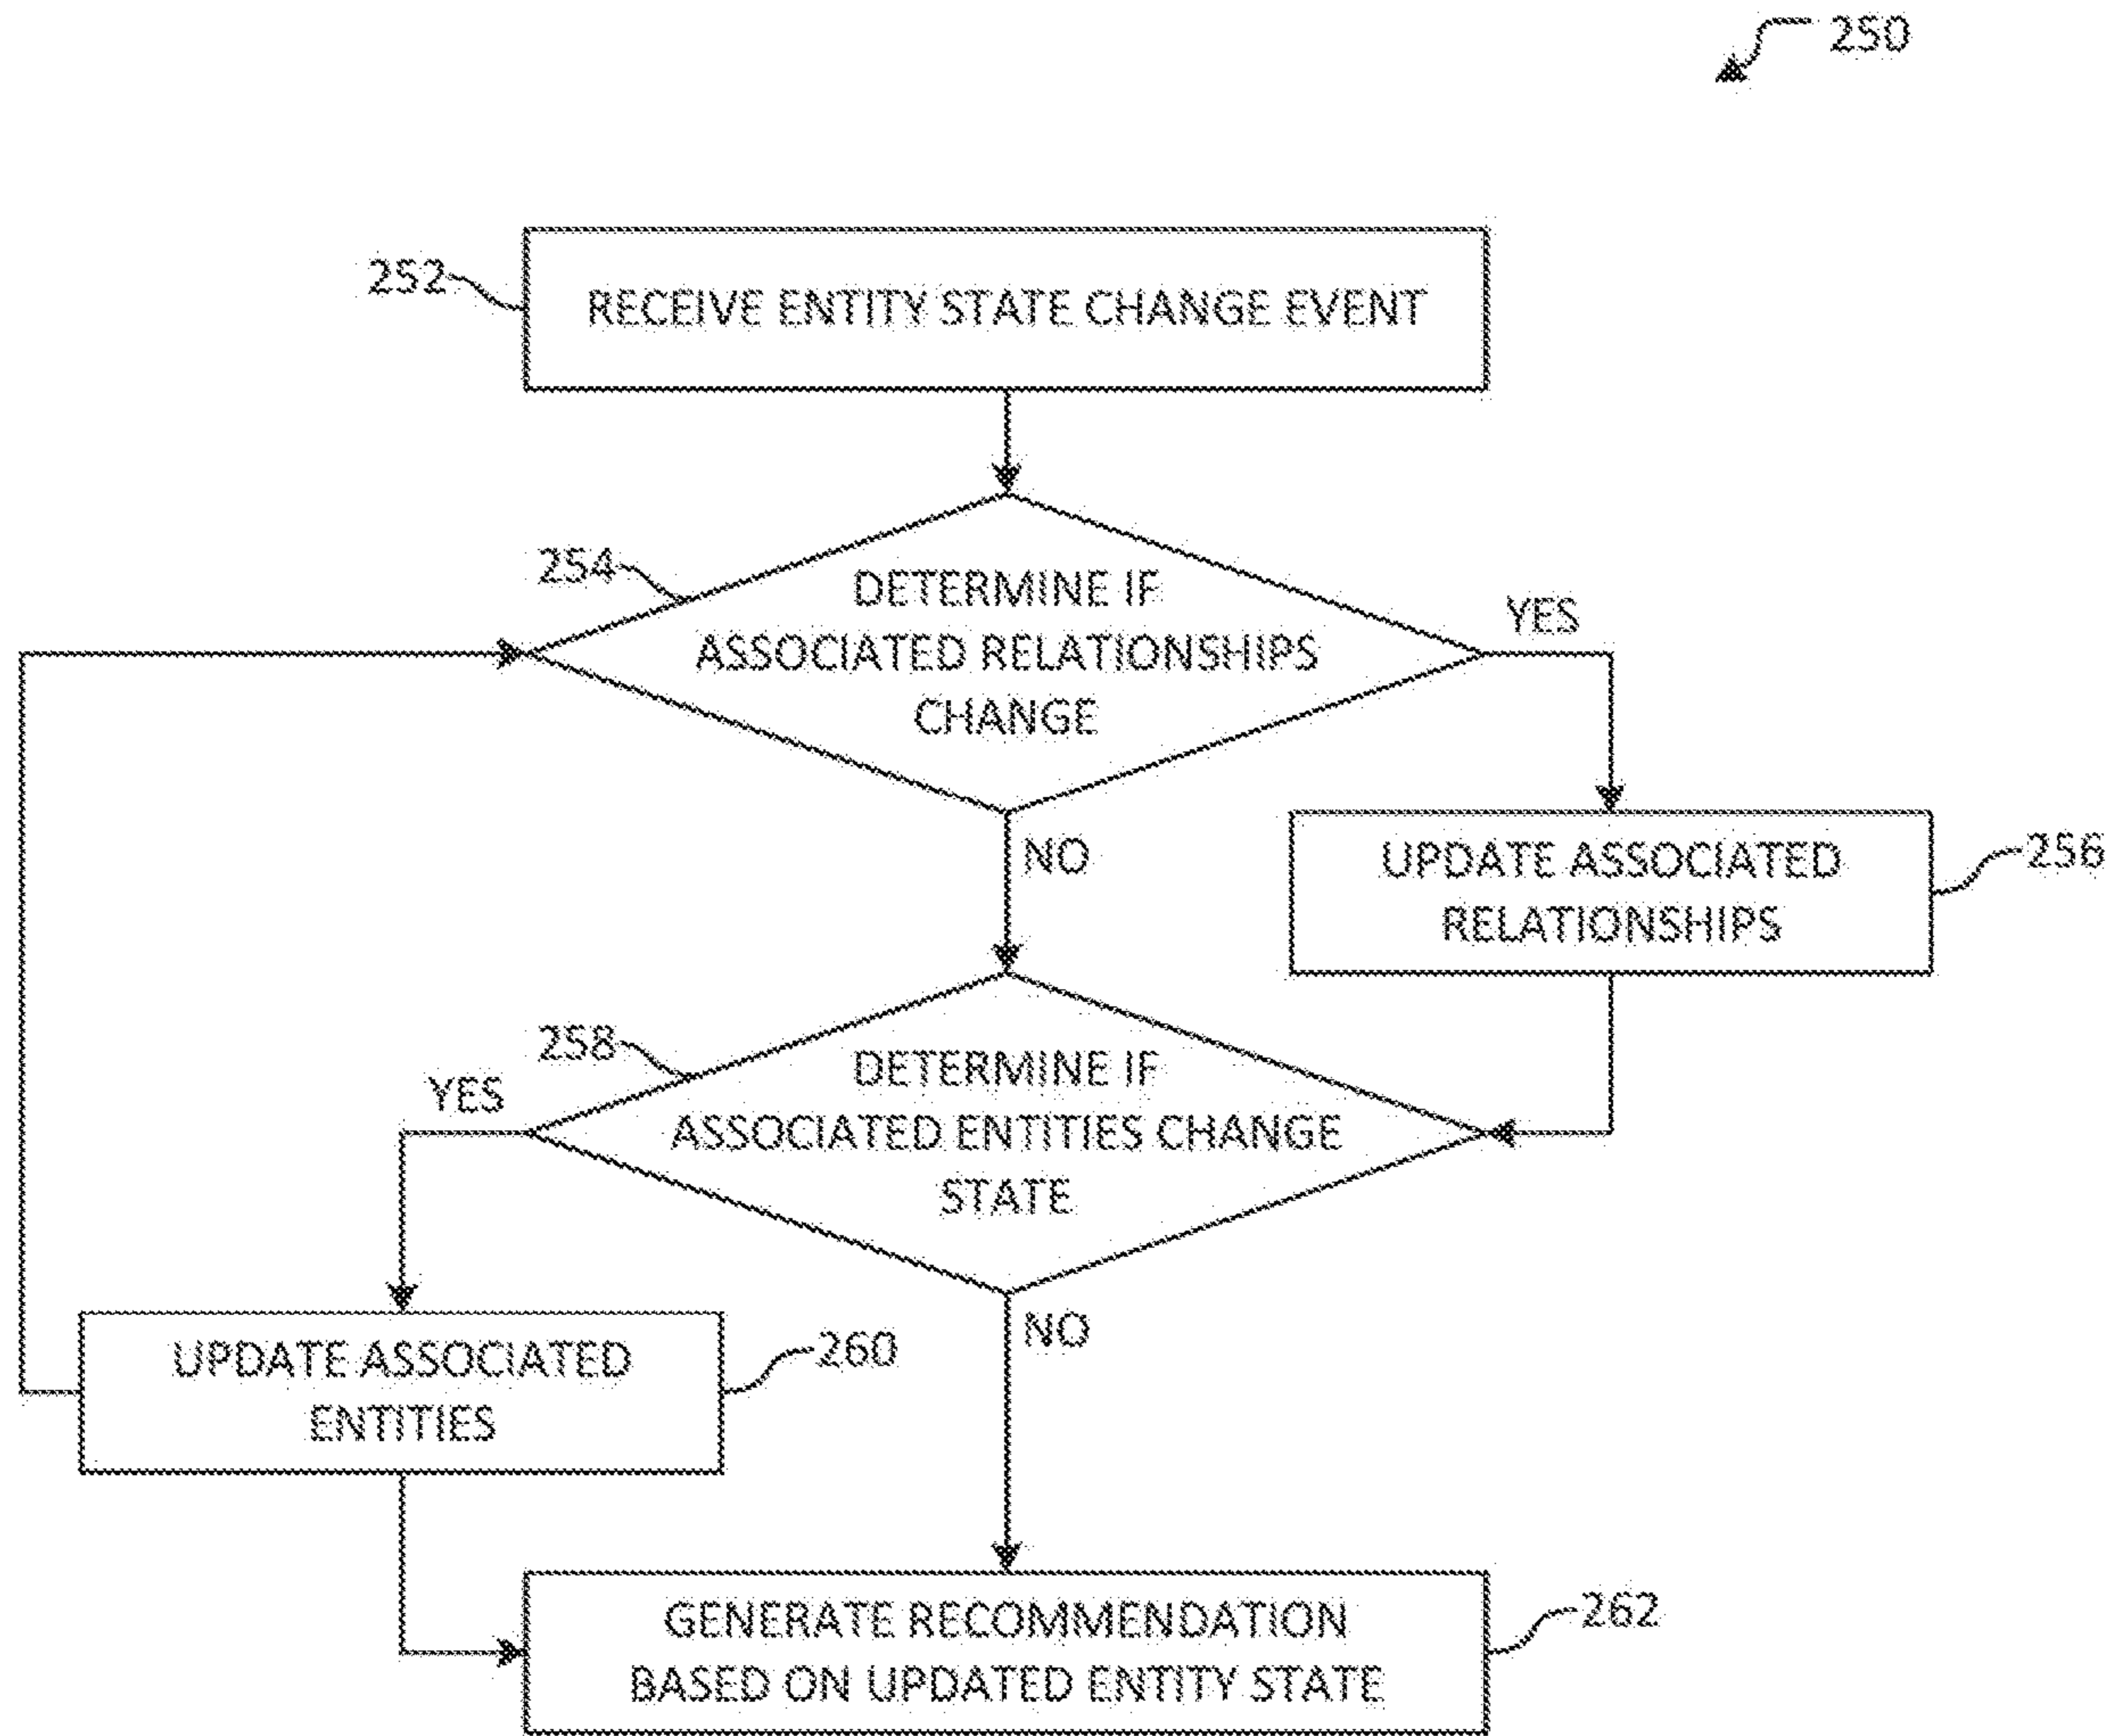 250
252
RECEIVE ENTITY STATE CHANGE EVENT
254
DETERMINE IF
ASSOCIATED RELATIONSHIPS
CHANGE
YES
NO
UPDATE ASSOCIATED
RELATIONSHIPS
256
258
DETERMINE IF
ASSOCIATED ENTITIES CHANGE
STATE
YES
NO
UPDATE ASSOCIATED
ENTITIES
260
GENERATE RECOMMENDATION
BASED ON UPDATED ENTITY STATE
262